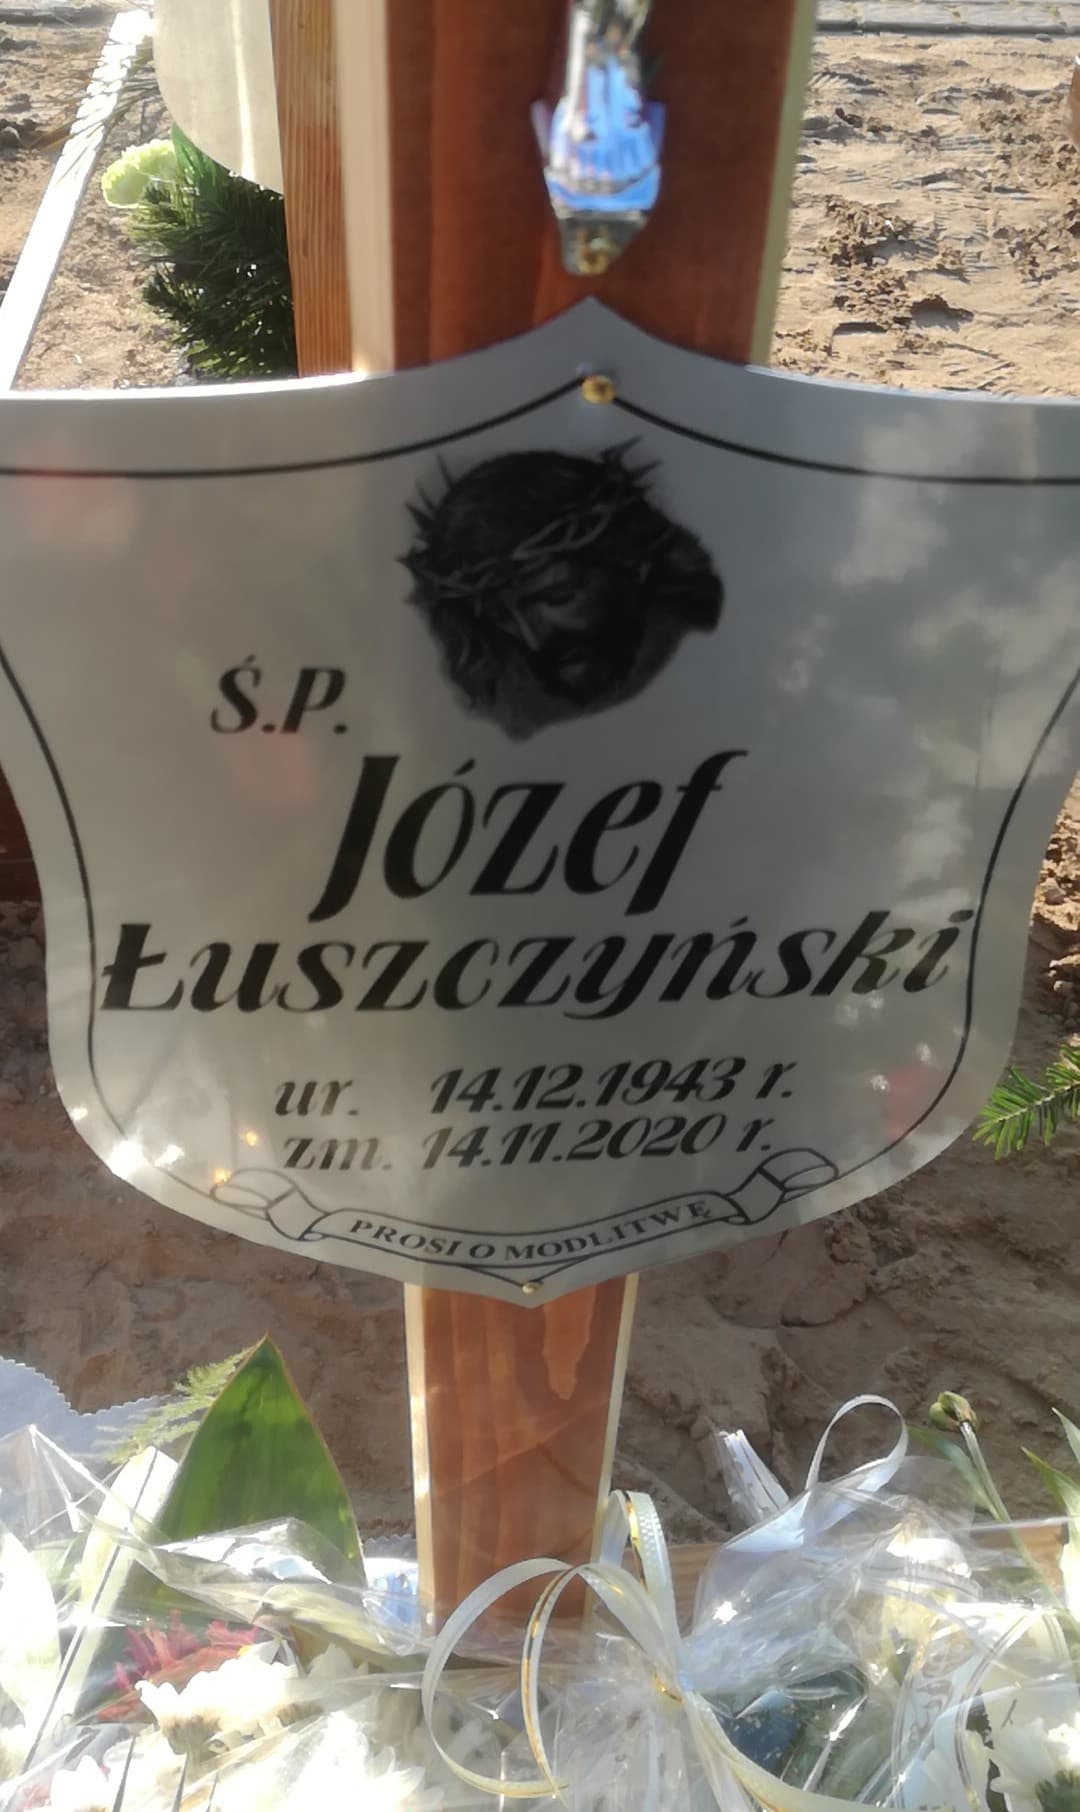 Ś.P.
Józef
Łuszczyński
ur. 14.12.1943 r.
zm. 14.11.2020 r.
PROSI O MODLITWĘ